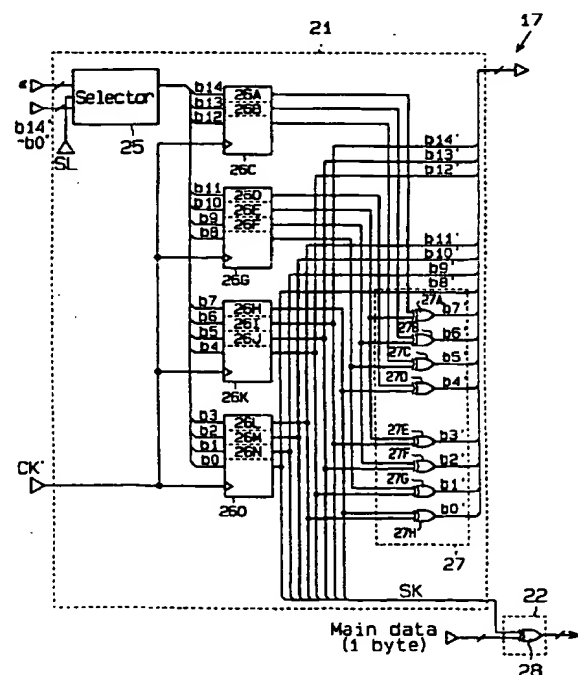 21
17
α
Selector
b14'
-b0'
SL
25
b14
b13
b12
26A
26B
26C
b14'
b13'
b12'
b11
b10
b9
b8
26D
26E
26F
26G
b11'
b10'
b9'
b8'
b7
b6
b5
b4
26H
26I
26J
26K
27A
b7'
27B
b6'
27C
b5'
27D
b4'
b3
b2
b1
b0
26L
26M
26N
26O
27E
b3'
27F
b2'
27G
b1'
b0'
27H
27
CK'
SK
22
Main data
(1 byte)
28